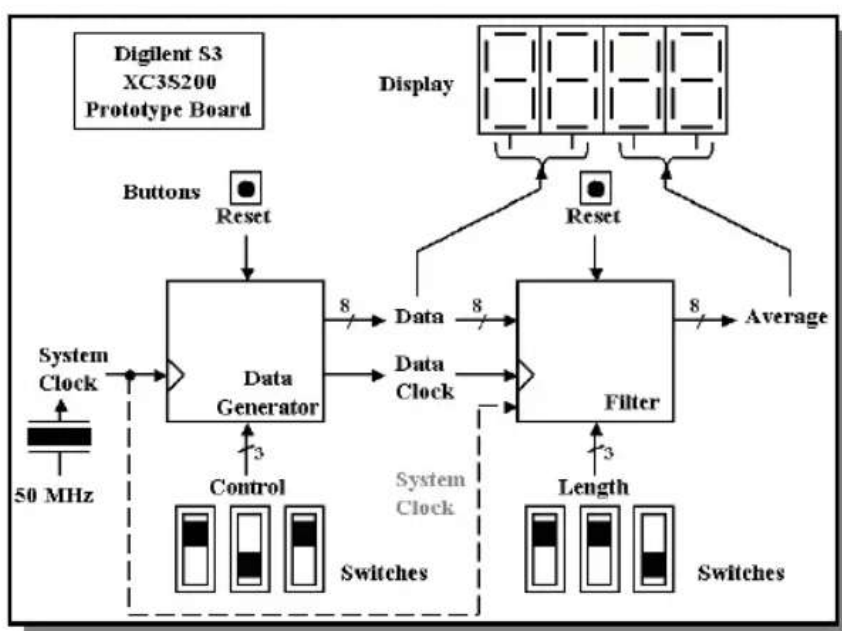 Digilent S3
XC3S200
Prototype Board
Display
Buttons
Reset
Reset
8
Data
8
8
Average
System
Clock
Data
Generator
Data
Clock
Filter
3
3
50 MHz
Control
System
Clock
Length
Switches
Switches